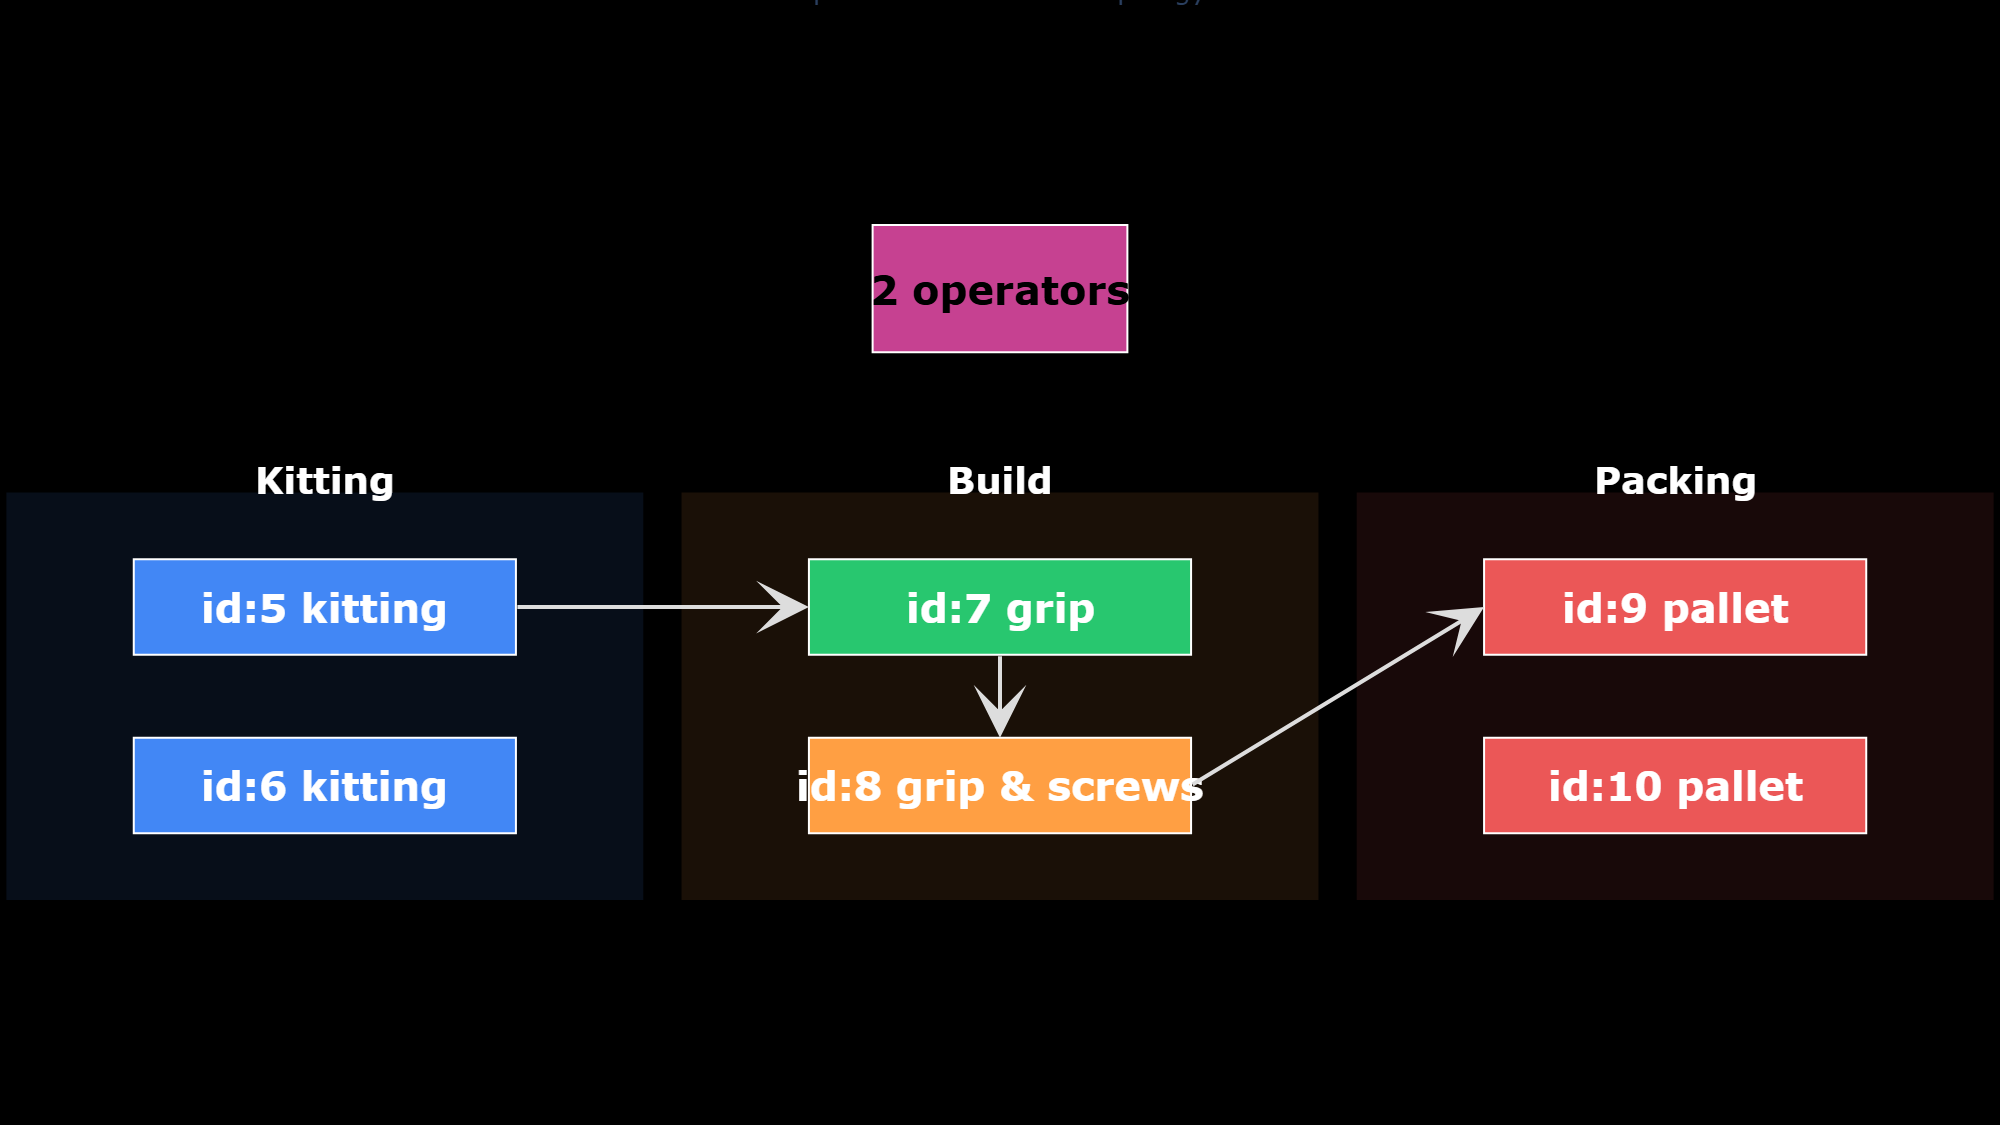 2 operators
Kitting
Build
Packing
id:5 kitting
id:7 grip
id:9 pallet
id:6 kitting
id:8 grip & screws
id:10 pallet